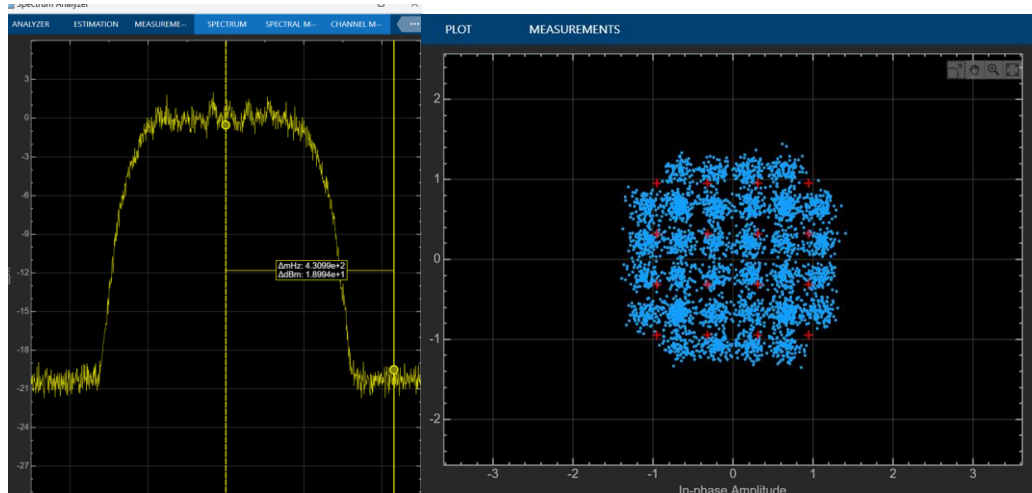 Spectrum Analyzer
ANALYZER ESTIMATION MEASUREME... SPECTRUM SPECTRAL M... CHANNEL M... ...
3
0
-3
-6
-9
-12
-15
-18
-21
-24
-27
ΔmHz: 4.3099e+2
ΔdBm: 1.8994e+1
PLOT MEASUREMENTS
2
1
0
-1
-2
-3 -2 -1 0 1 2 3
In-phase Amplitude